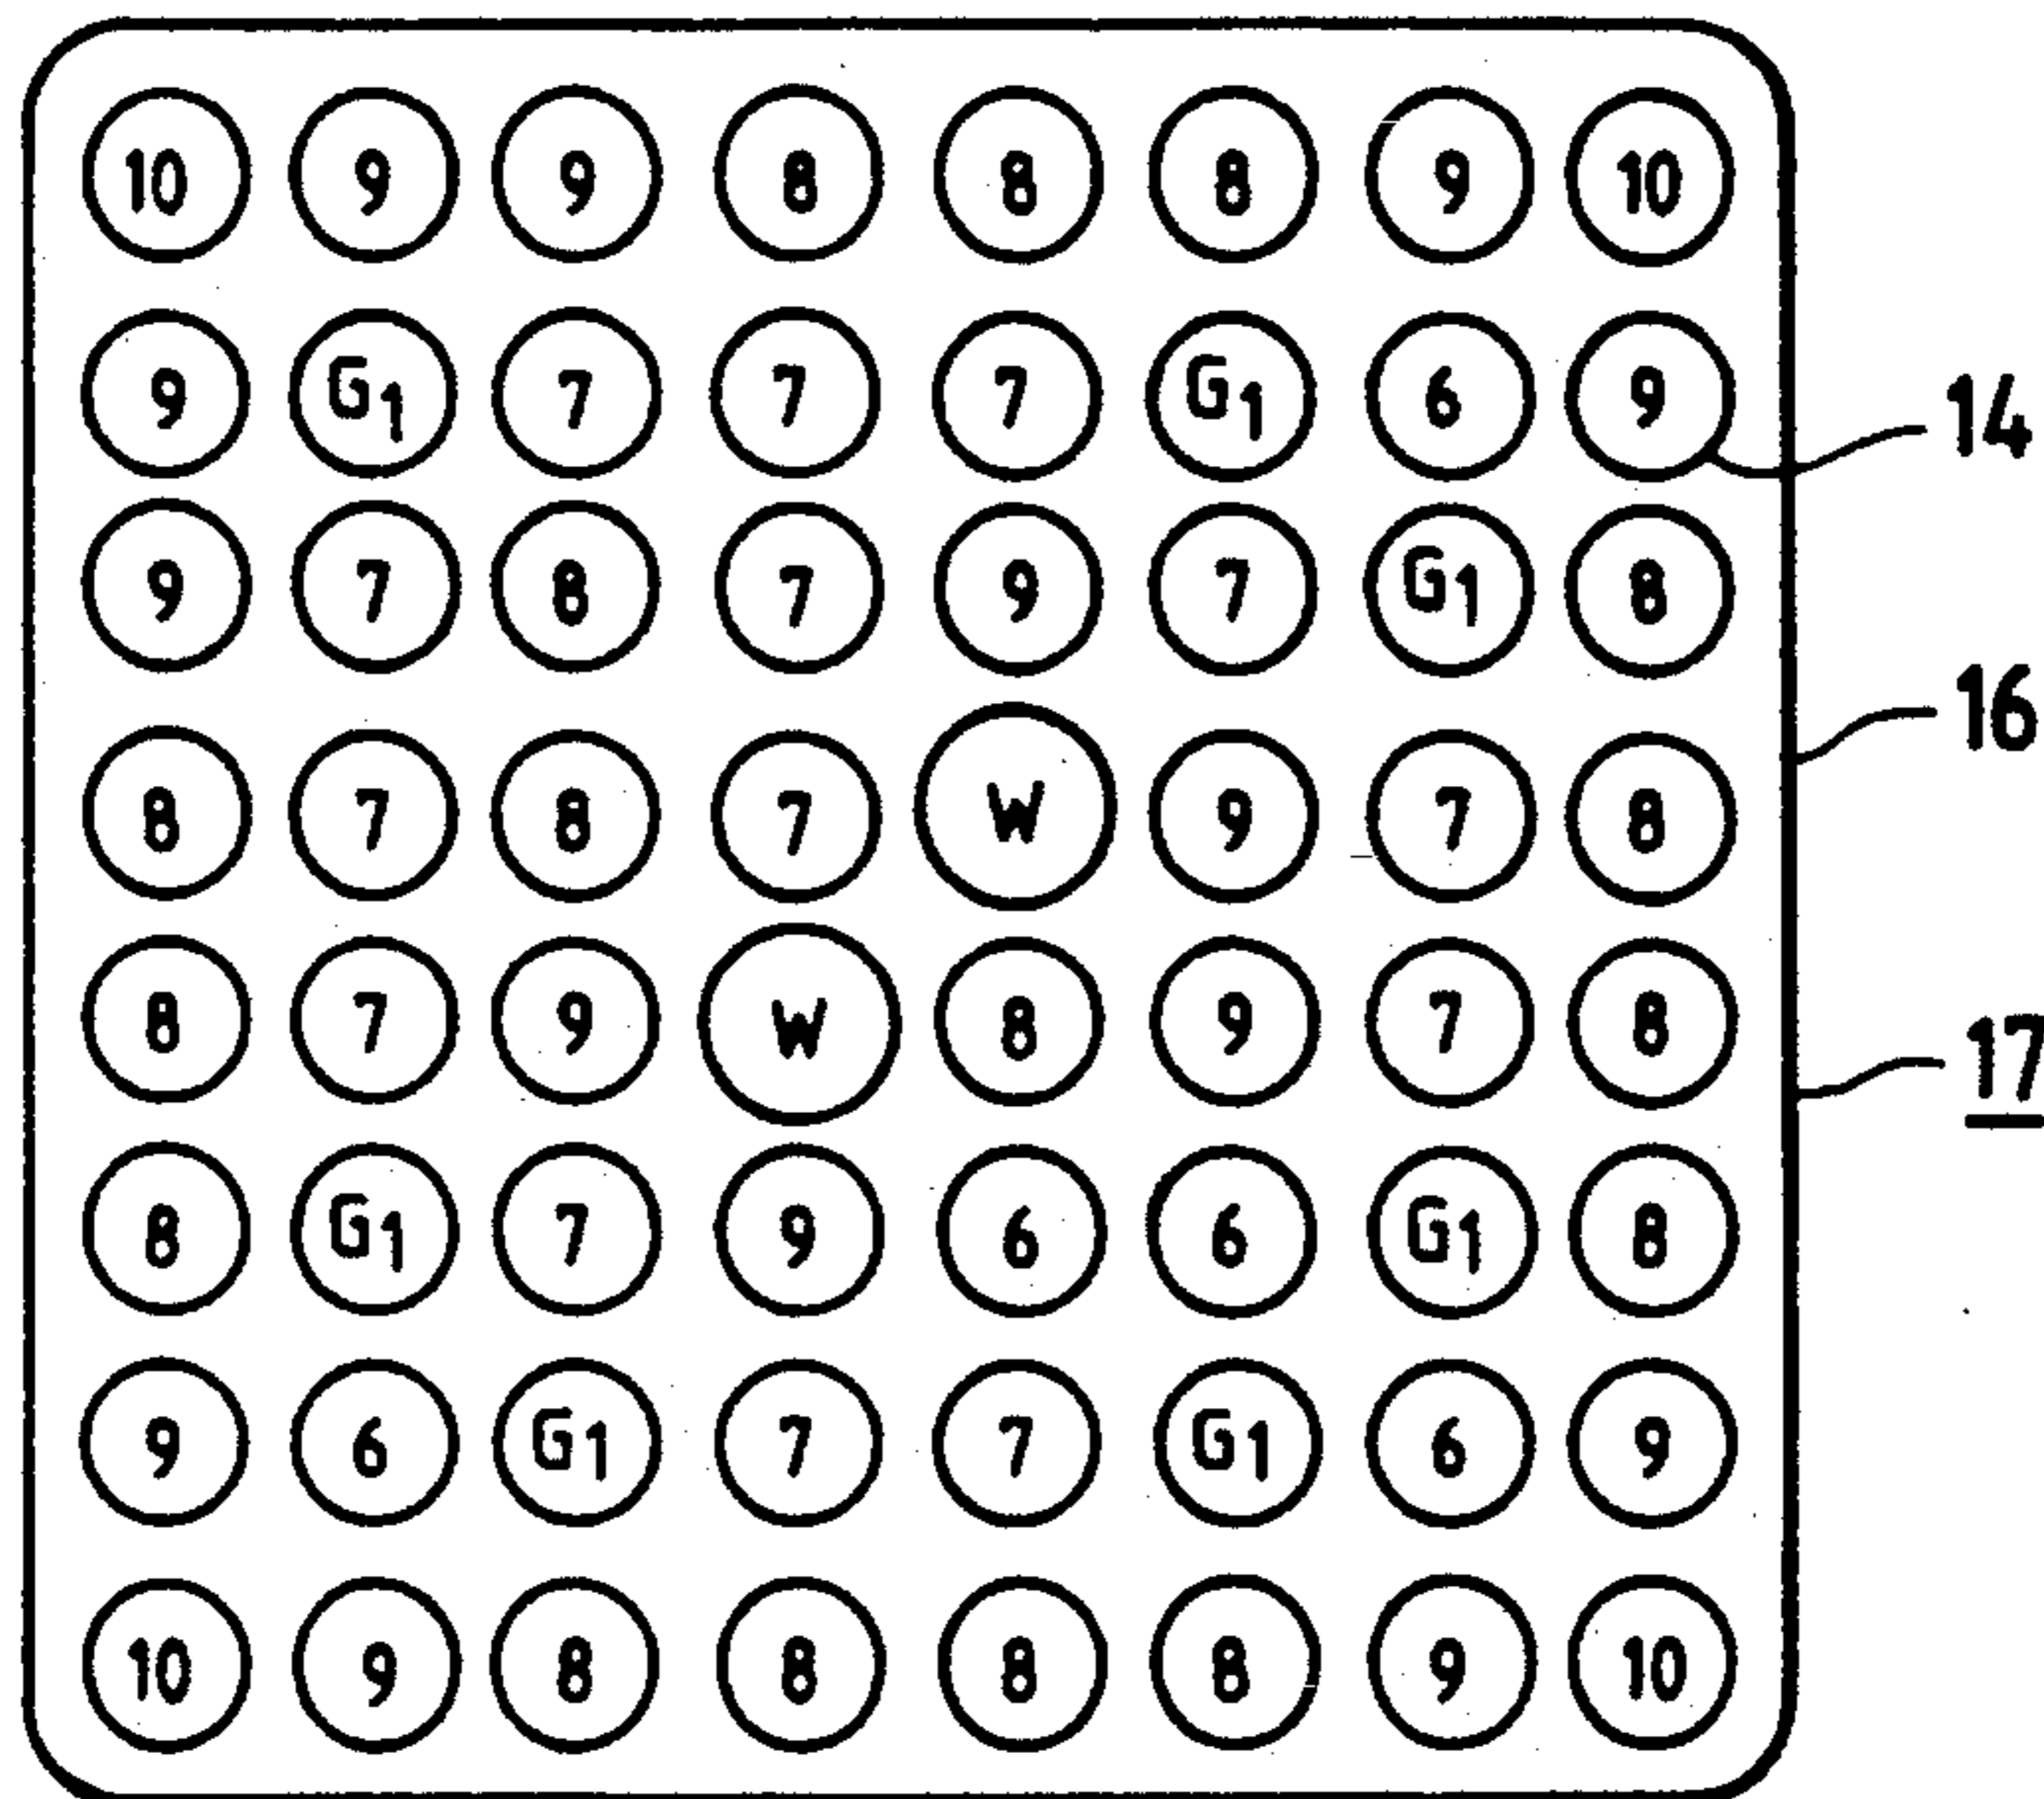 10 9 9 8 8 8 9 10
9 G1 7 7 7 G1 6 9 14
9 7 8 7 9 7 G1 8
16
8 7 8 7 W 9 7 8
8 7 9 W 8 9 7 8 17
8 G1 7 9 6 6 G1 8
9 6 G1 7 7 G1 6 9
10 9 8 8 8 8 9 10